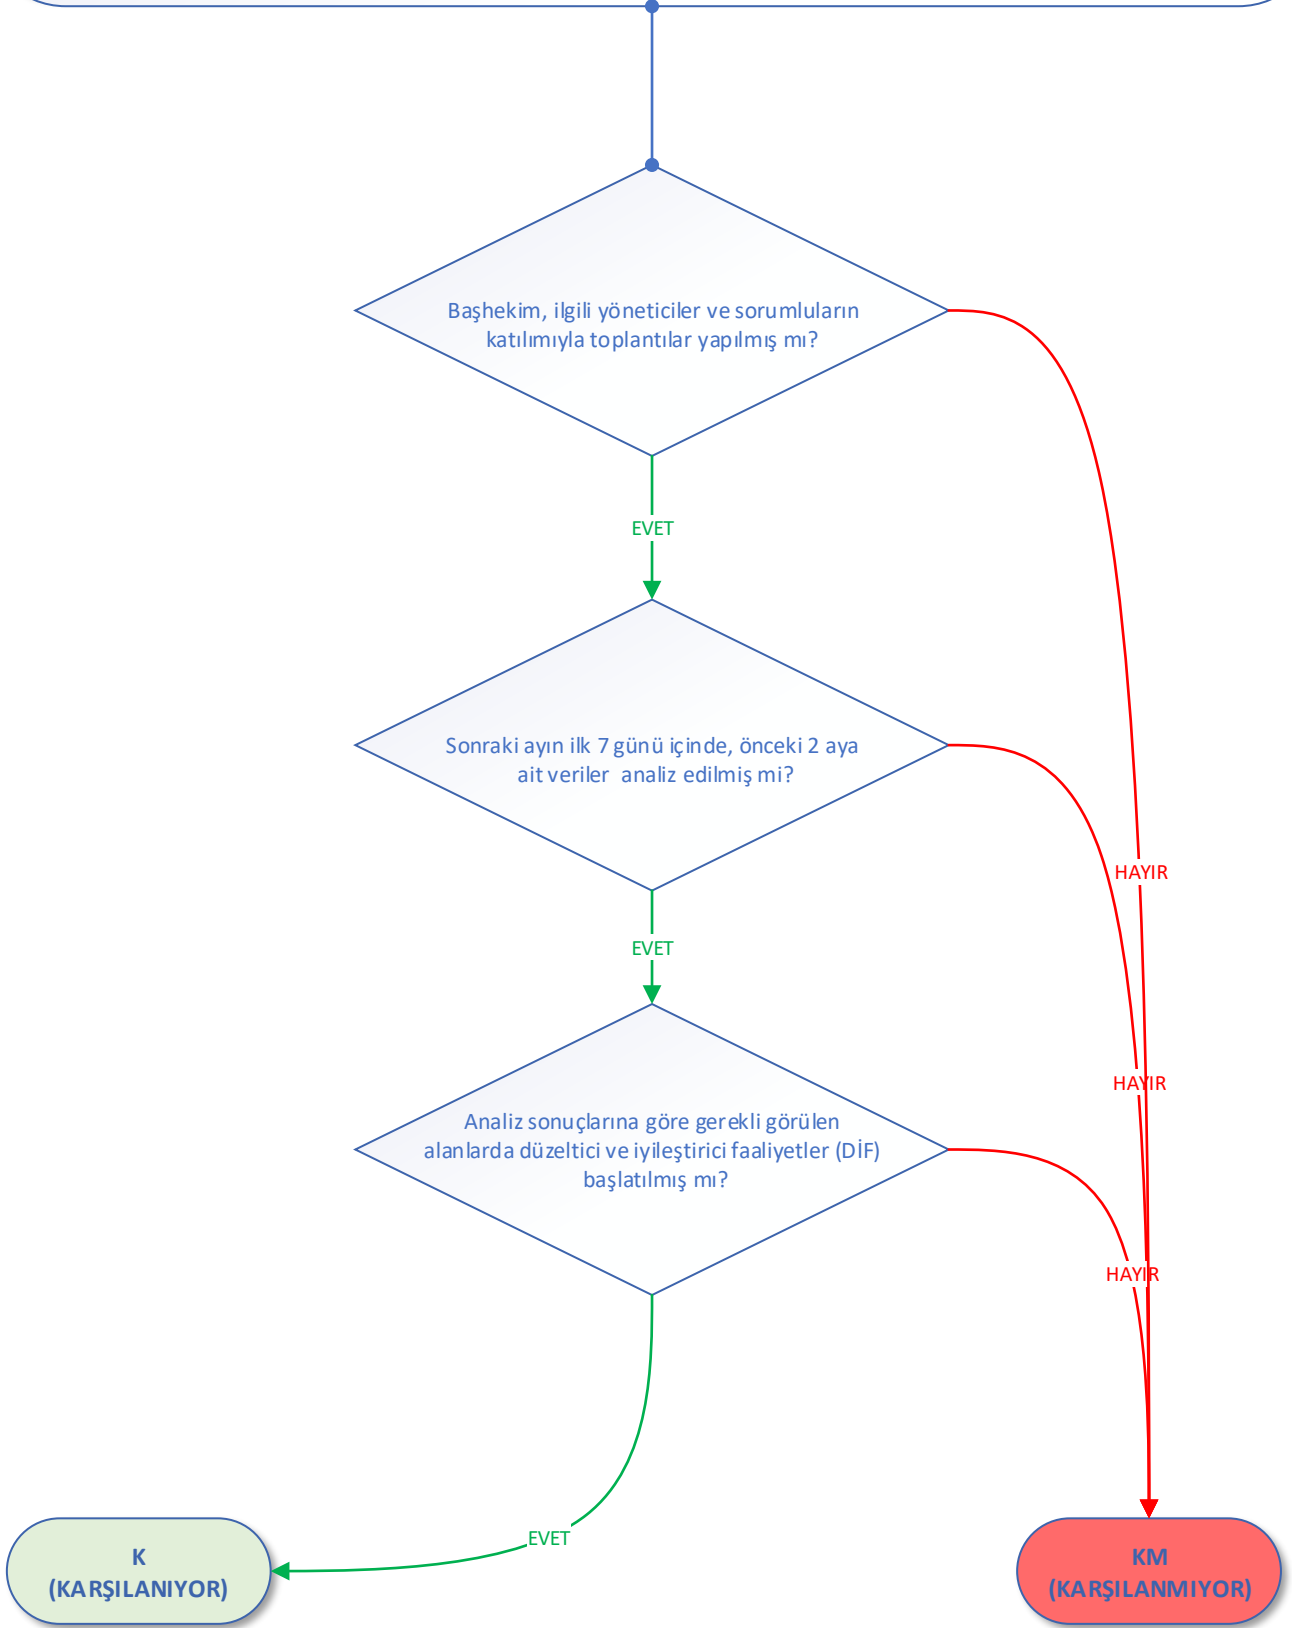 Başhekim, ilgili yöneticiler ve sorumluların
katılımıyla toplantılar yapılmış mı?
EVET
Sonraki ayın ilk 7 günü içinde, önceki 2 aya
ait veriler analiz edilmiş mi?
HAYIR
EVET
HAYIR
Analiz sonuçlarına göre gerekli görülen
alanlarda düzeltici ve iyileştirici faaliyetler (DİF)
başlatılmış mı?
HAYIR
EVET
K
(KARŞILANIYOR)
KM
(KARŞILANMIYOR)